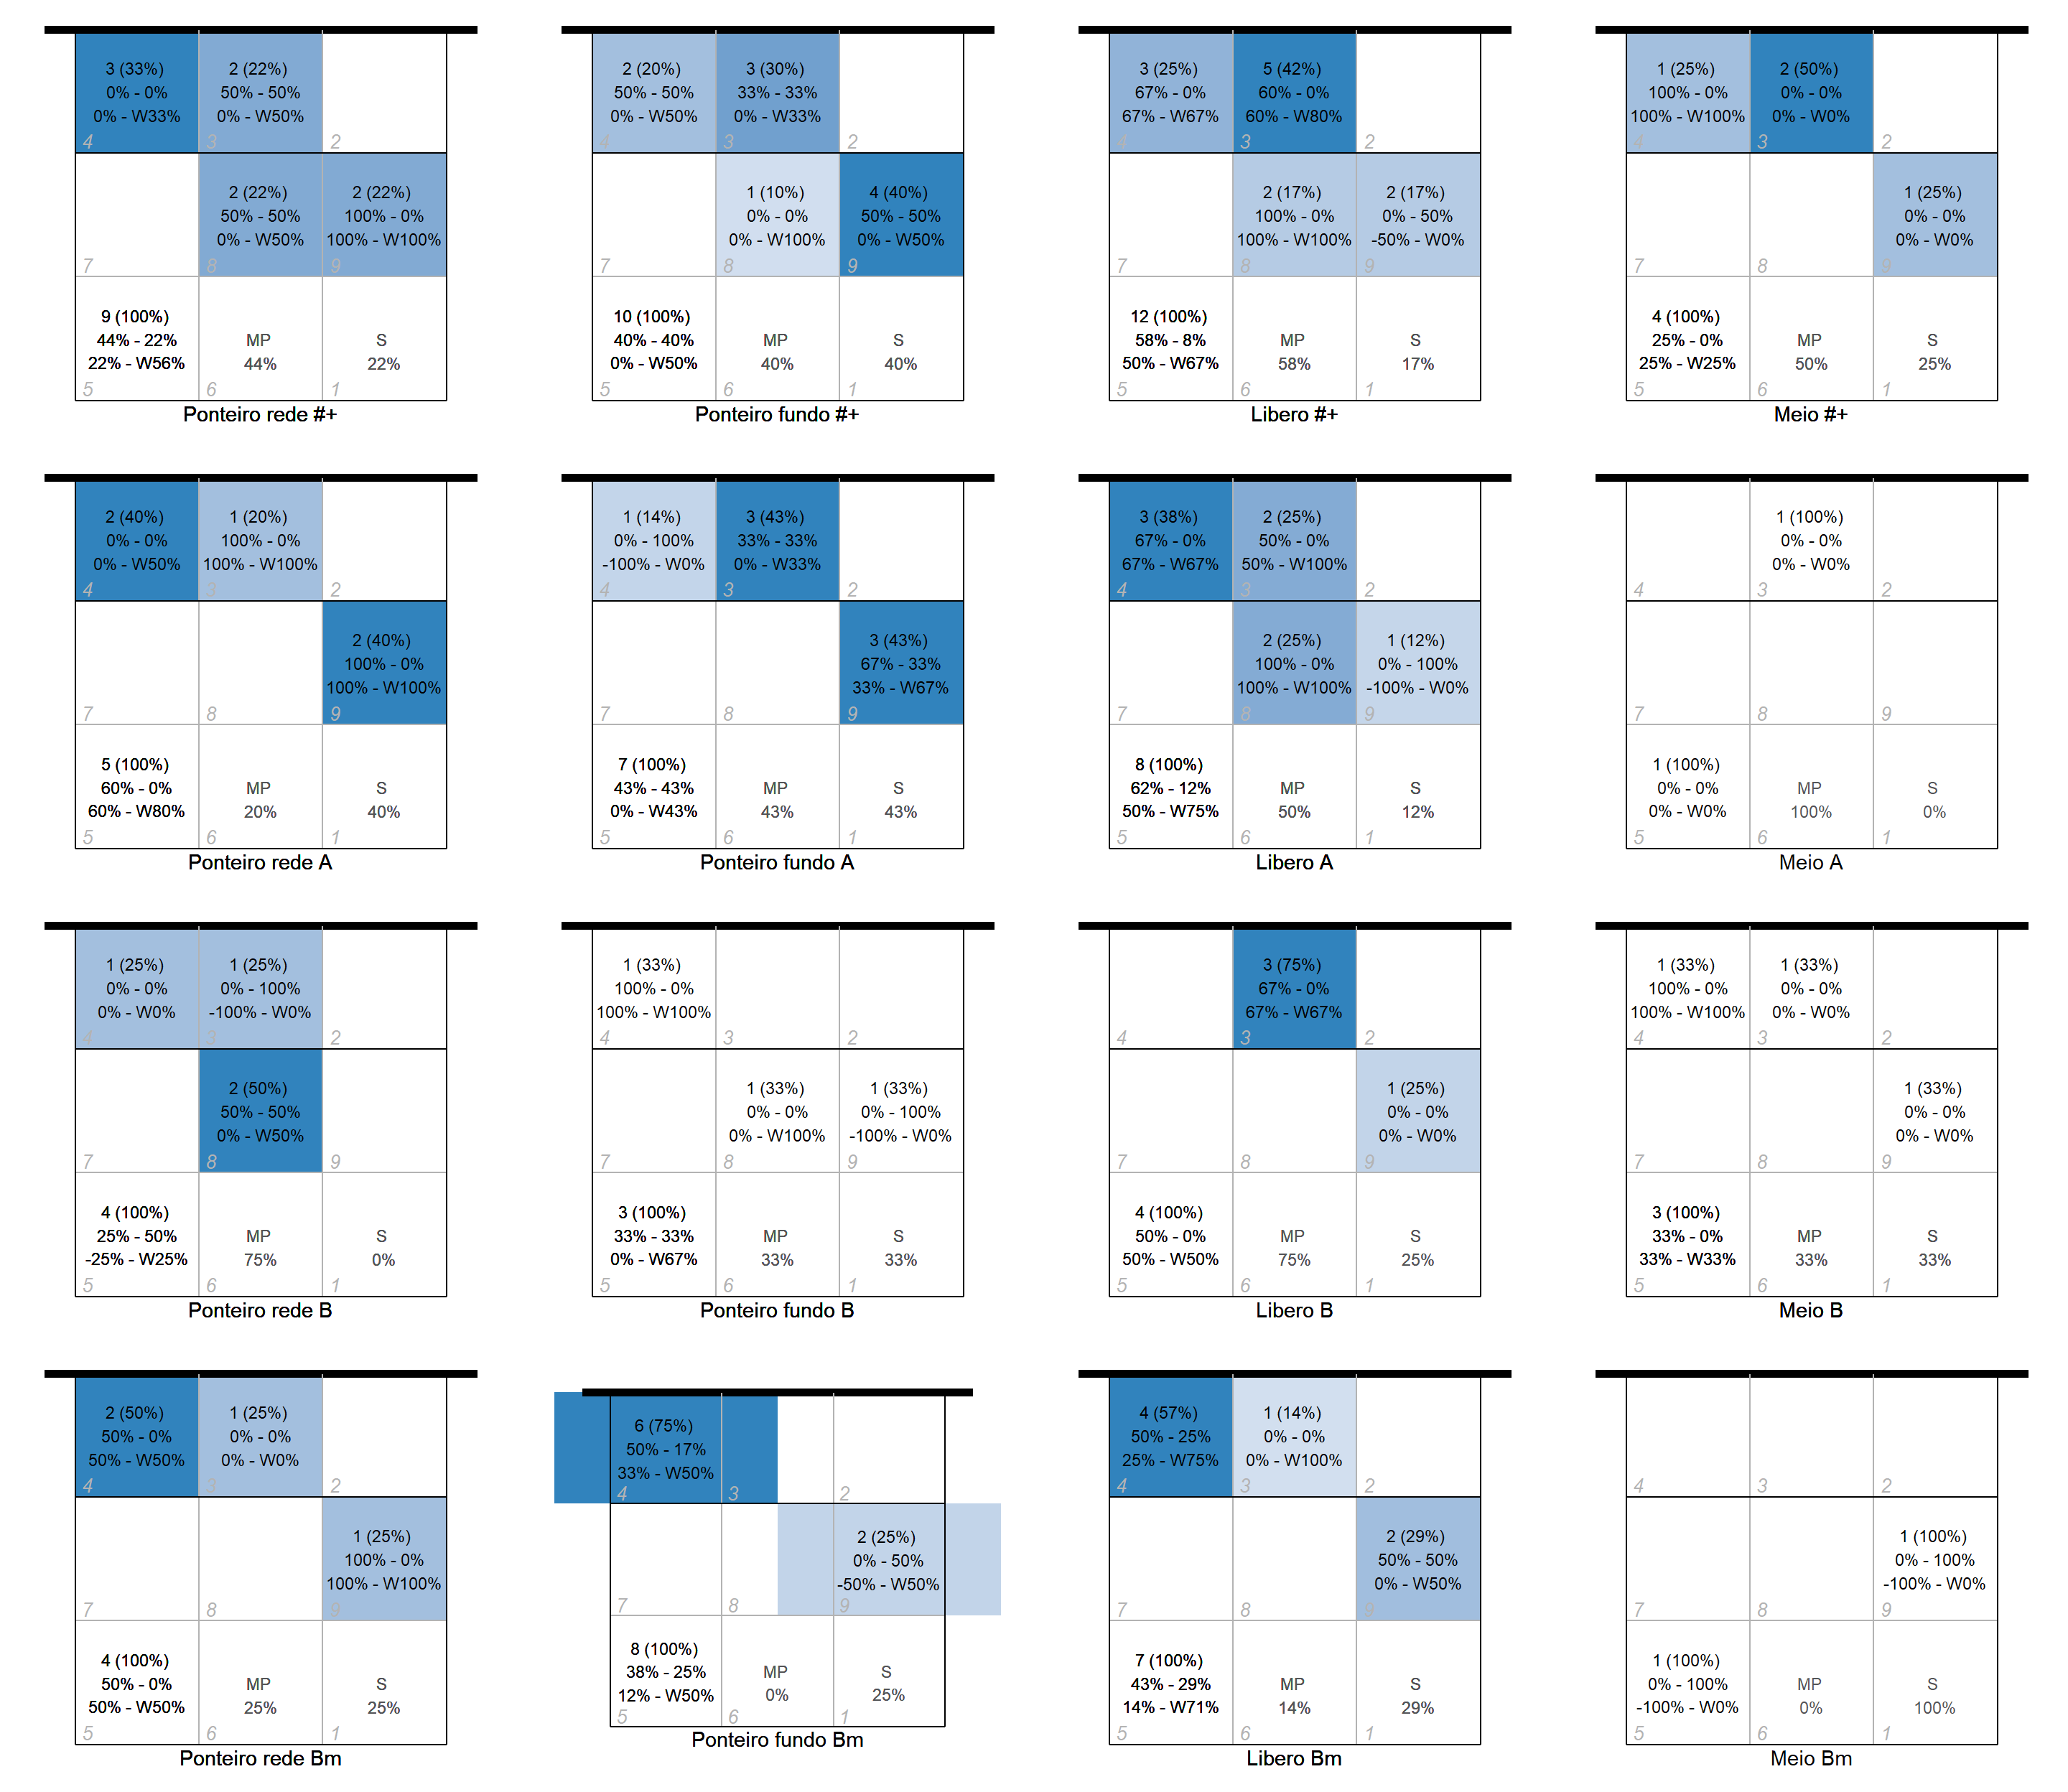 3 (33%)
0% - 0%
0% - W33%
4
2 (22%)
50% - 50%
0% - W50%
3
2
7
2 (22%)
50% - 50%
0% - W50%
8
2 (22%)
100% - 0%
100% - W100%
9
9 (100%)
44% - 22%
22% - W56%
5
MP
44%
6
S
22%
1
Ponteiro rede #+
2 (20%)
50% - 50%
0% - W50%
4
3 (30%)
33% - 33%
0% - W33%
3
2
7
1 (10%)
0% - 0%
0% - W100%
8
4 (40%)
50% - 50%
0% - W50%
9
10 (100%)
40% - 40%
0% - W50%
5
MP
40%
6
S
40%
1
Ponteiro fundo #+
3 (25%)
67% - 0%
67% - W67%
4
5 (42%)
60% - 0%
60% - W80%
3
2
7
2 (17%)
100% - 0%
100% - W100%
8
2 (17%)
0% - 50%
-50% - W0%
9
12 (100%)
58% - 8%
50% - W67%
5
MP
58%
6
S
17%
1
Libero #+
1 (25%)
100% - 0%
100% - W100%
4
2 (50%)
0% - 0%
0% - W0%
3
2
7
8
1 (25%)
0% - 0%
0% - W0%
9
4 (100%)
25% - 0%
25% - W25%
5
MP
50%
6
S
25%
1
Meio #+
2 (40%)
0% - 0%
0% - W50%
4
1 (20%)
100% - 0%
100% - W100%
3
2
7
8
2 (40%)
100% - 0%
100% - W100%
9
5 (100%)
60% - 0%
60% - W80%
5
MP
20%
6
S
40%
1
Ponteiro rede A
1 (14%)
0% - 100%
-100% - W0%
4
3 (43%)
33% - 33%
0% - W33%
3
2
7
8
3 (43%)
67% - 33%
33% - W67%
9
7 (100%)
43% - 43%
0% - W43%
5
MP
43%
6
S
43%
1
Ponteiro fundo A
3 (38%)
67% - 0%
67% - W67%
4
2 (25%)
50% - 0%
50% - W100%
3
2
7
2 (25%)
100% - 0%
100% - W100%
8
1 (12%)
0% - 100%
-100% - W0%
9
8 (100%)
62% - 12%
50% - W75%
5
MP
50%
6
S
12%
1
Libero A
4
1 (100%)
0% - 0%
0% - W0%
3
2
7
8
9
1 (100%)
0% - 0%
0% - W0%
5
MP
100%
6
S
0%
1
Meio A
1 (25%)
0% - 0%
0% - W0%
4
1 (25%)
0% - 100%
-100% - W0%
3
2
7
2 (50%)
50% - 50%
0% - W50%
8
9
4 (100%)
25% - 50%
-25% - W25%
5
MP
75%
6
S
0%
1
Ponteiro rede B
1 (33%)
100% - 0%
100% - W100%
4
3
2
7
1 (33%)
0% - 0%
0% - W100%
8
1 (33%)
0% - 100%
-100% - W0%
9
3 (100%)
33% - 33%
0% - W67%
5
MP
33%
6
S
33%
1
Ponteiro fundo B
4
3 (75%)
67% - 0%
67% - W67%
3
2
7
8
1 (25%)
0% - 0%
0% - W0%
9
4 (100%)
50% - 0%
50% - W50%
5
MP
75%
6
S
25%
1
Libero B
1 (33%)
100% - 0%
100% - W100%
4
1 (33%)
0% - 0%
0% - W0%
3
2
7
8
1 (33%)
0% - 0%
0% - W0%
9
3 (100%)
33% - 0%
33% - W33%
5
MP
33%
6
S
33%
1
Meio B
2 (50%)
50% - 0%
50% - W50%
4
1 (25%)
0% - 0%
0% - W0%
3
2
7
8
1 (25%)
100% - 0%
100% - W100%
9
4 (100%)
50% - 0%
50% - W50%
5
MP
25%
6
S
25%
1
Ponteiro rede Bm
6 (75%)
50% - 17%
33% - W50%
4
3
2
7
8
2 (25%)
0% - 50%
-50% - W50%
9
8 (100%)
38% - 25%
12% - W50%
5
MP
0%
6
S
25%
1
Ponteiro fundo Bm
4 (57%)
50% - 25%
25% - W75%
4
1 (14%)
0% - 0%
0% - W100%
3
2
7
8
2 (29%)
50% - 50%
0% - W50%
9
7 (100%)
43% - 29%
14% - W71%
5
MP
14%
6
S
29%
1
Libero Bm
4
3
2
7
8
1 (100%)
0% - 100%
-100% - W0%
9
1 (100%)
0% - 100%
-100% - W0%
5
MP
0%
6
S
100%
1
Meio Bm